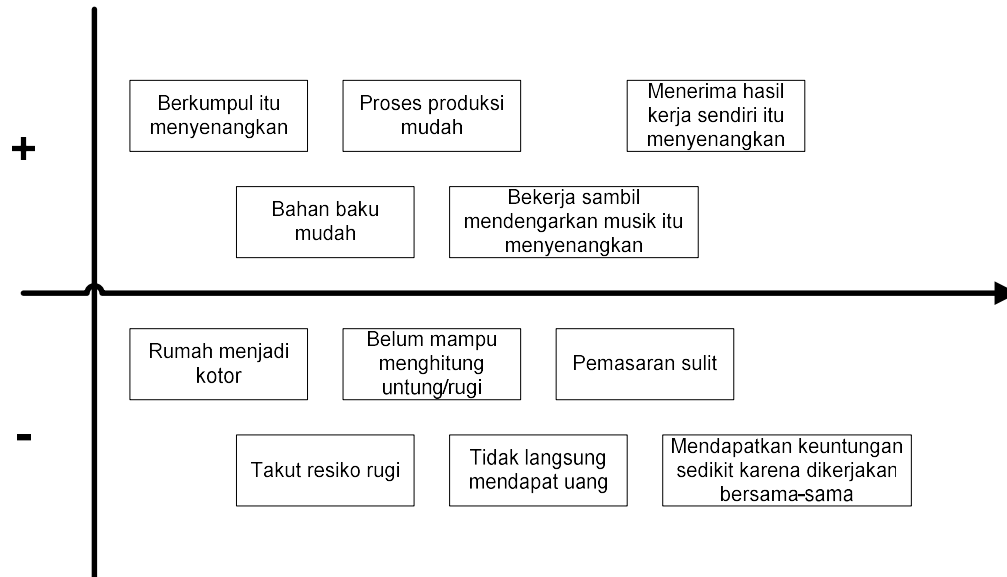 +
Berkumpul itu
menyenangkan
Proses produksi
mudah
Menerima hasil
kerja sendiri itu
menyenangkan
Bahan baku
mudah
Bekerja sambil
mendengarkan musik itu
menyenangkan
-
Rumah menjadi
kotor
Belum mampu
menghitung
untung/rugi
Pemasaran sulit
Takut resiko rugi
Tidak langsung
mendapat uang
Mendapatkan keuntungan
sedikit karena dikerjakan
bersama-sama